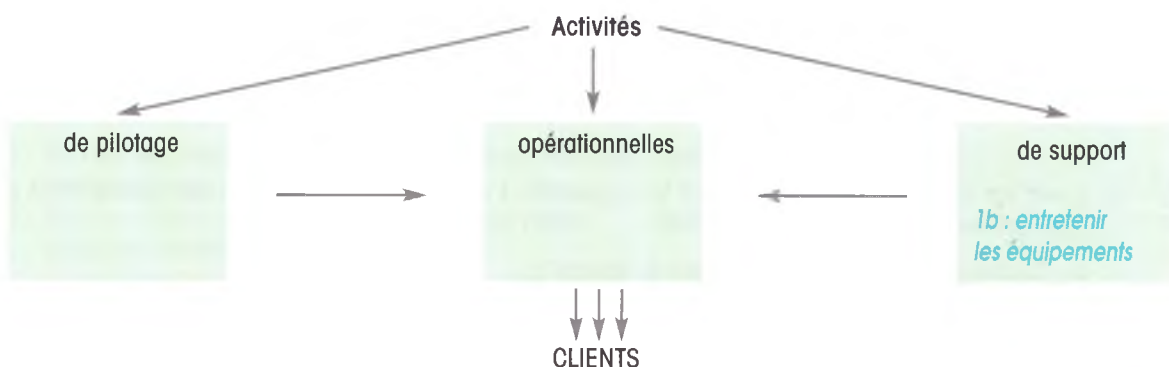 Activités
de pilotage
opérationnelles
de support
1b : entretenir
les équipements
CLIENTS